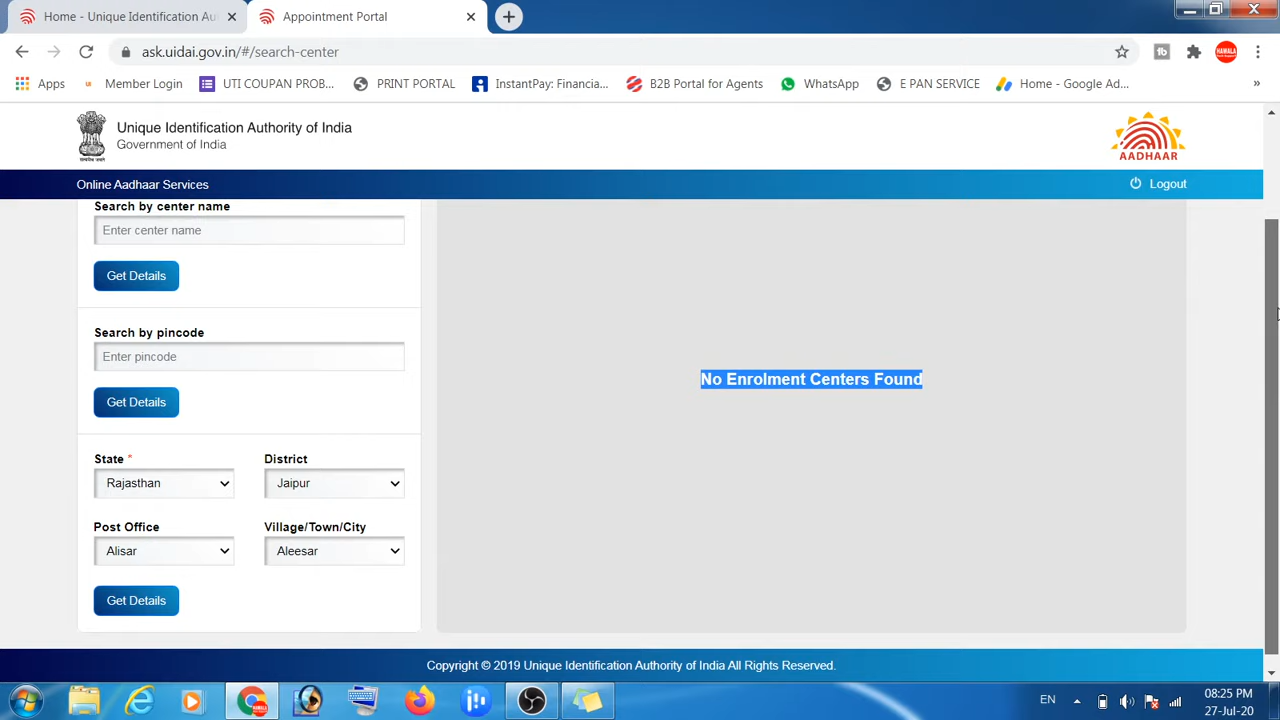 Home - Unique Identification Au
Appointment Portal
ask.uidai.gov.in/#/search-center
Apps
Member Login
UTI COUPAN PROB...
PRINT PORTAL
InstantPay: Financia...
B2B Portal for Agents
WhatsApp
E PAN SERVICE
Home - Google Ad...
Unique Identification Authority of India
Government of India
AADHAAR
Online Aadhaar Services
Logout
Search by center name
Enter center name
Get Details
Search by pincode
Enter pincode
Get Details
No Enrolment Centers Found
State *
District
Rajasthan
Jaipur
Post Office
Village/Town/City
Alisar
Aleesar
Get Details
Copyright © 2019 Unique Identification Authority of India All Rights Reserved.
EN
08:25 PM
27-Jul-20